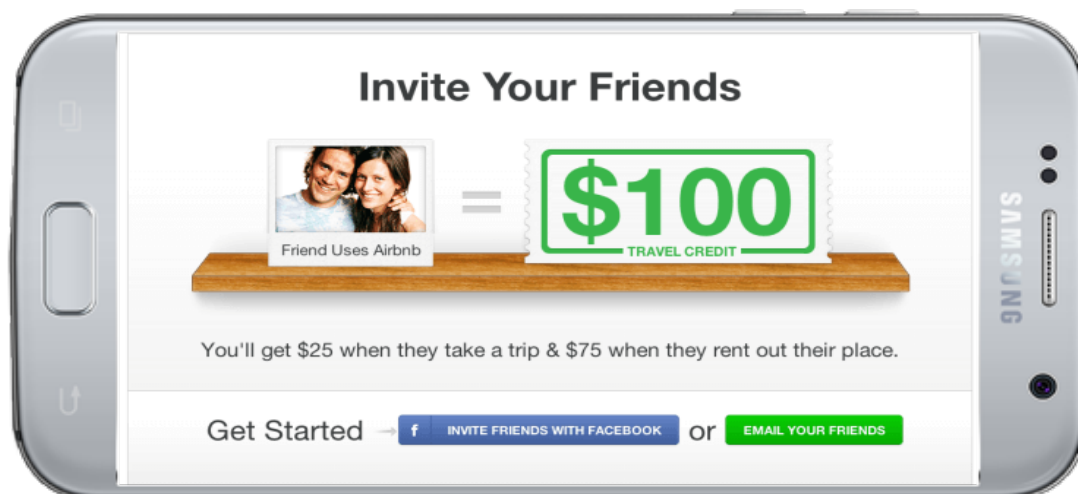 Invite Your Friends
Friend Uses Airbnb
=
$100
TRAVEL CREDIT
You'll get $25 when they take a trip & $75 when they rent out their place.
Get Started f INVITE FRIENDS WITH FACEBOOK or EMAIL YOUR FRIENDS
SAMSUNG